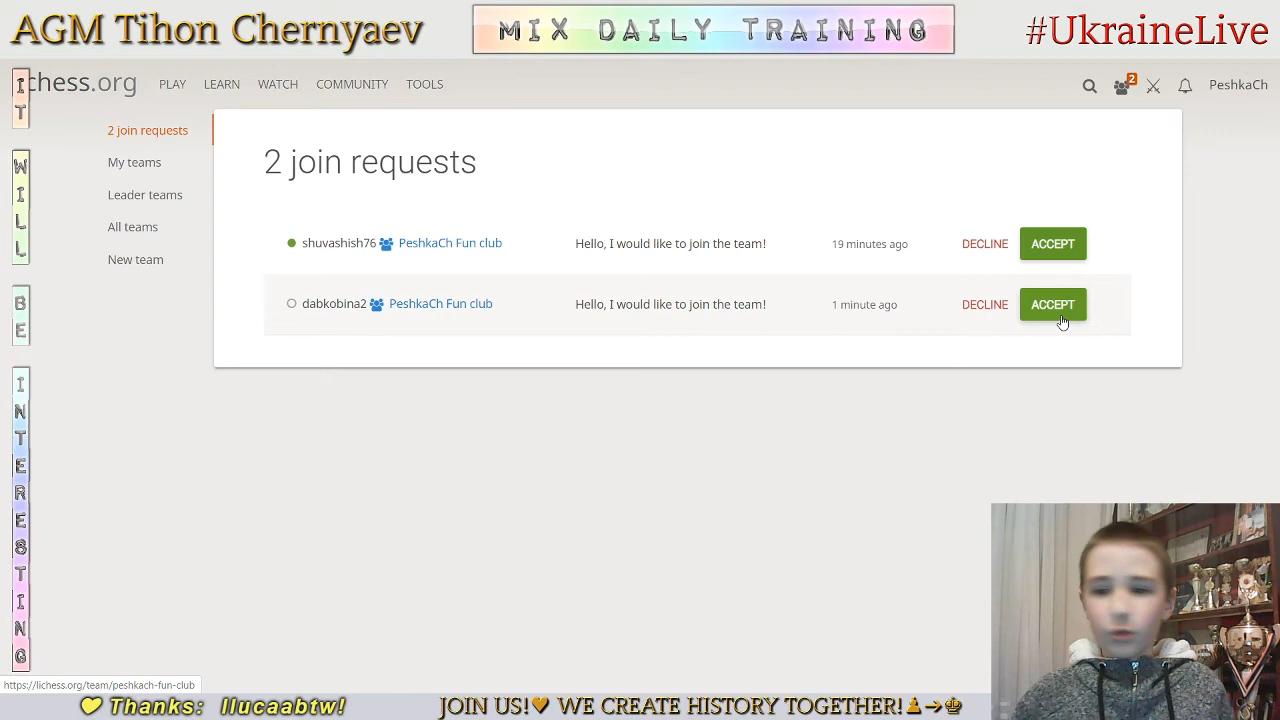 AGM Tihon Chernyaev
MIX DAILY TRAINING
#UkraineLive
lichess.org
PLAY
LEARN
WATCH
COMMUNITY
TOOLS
2
PeshkaCh
IT
WILL
BE
INTERESTING
2 join requests
My teams
Leader teams
All teams
New team
2 join requests
shuvashish76 PeshkaCh Fun club Hello, I would like to join the team! 19 minutes ago DECLINE ACCEPT
dabkobina2 PeshkaCh Fun club Hello, I would like to join the team! 1 minute ago DECLINE ACCEPT
https://lichess.org/team/peshkach-fun-club
💛 Thanks: llucaabtw!
JOIN US!🧡 WE CREATE HISTORY TOGETHER!♟→♚